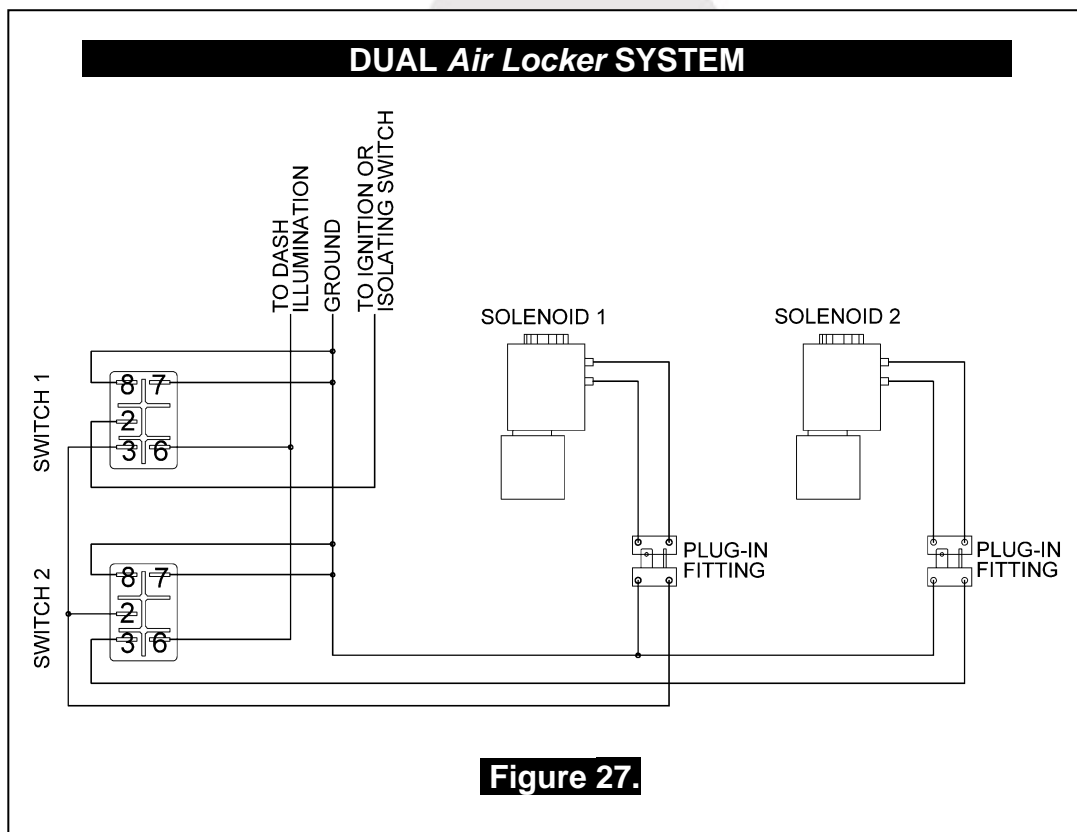 DUAL Air Locker SYSTEM
TO DASH
ILLUMINATION
GROUND
TO IGNITION OR
ISOLATING SWITCH
SOLENOID 1
SOLENOID 2
SWITCH 1
8 7
2
3 6
SWITCH 2
8 7
2
3 6
PLUG-IN
FITTING
PLUG-IN
FITTING
Figure 27.